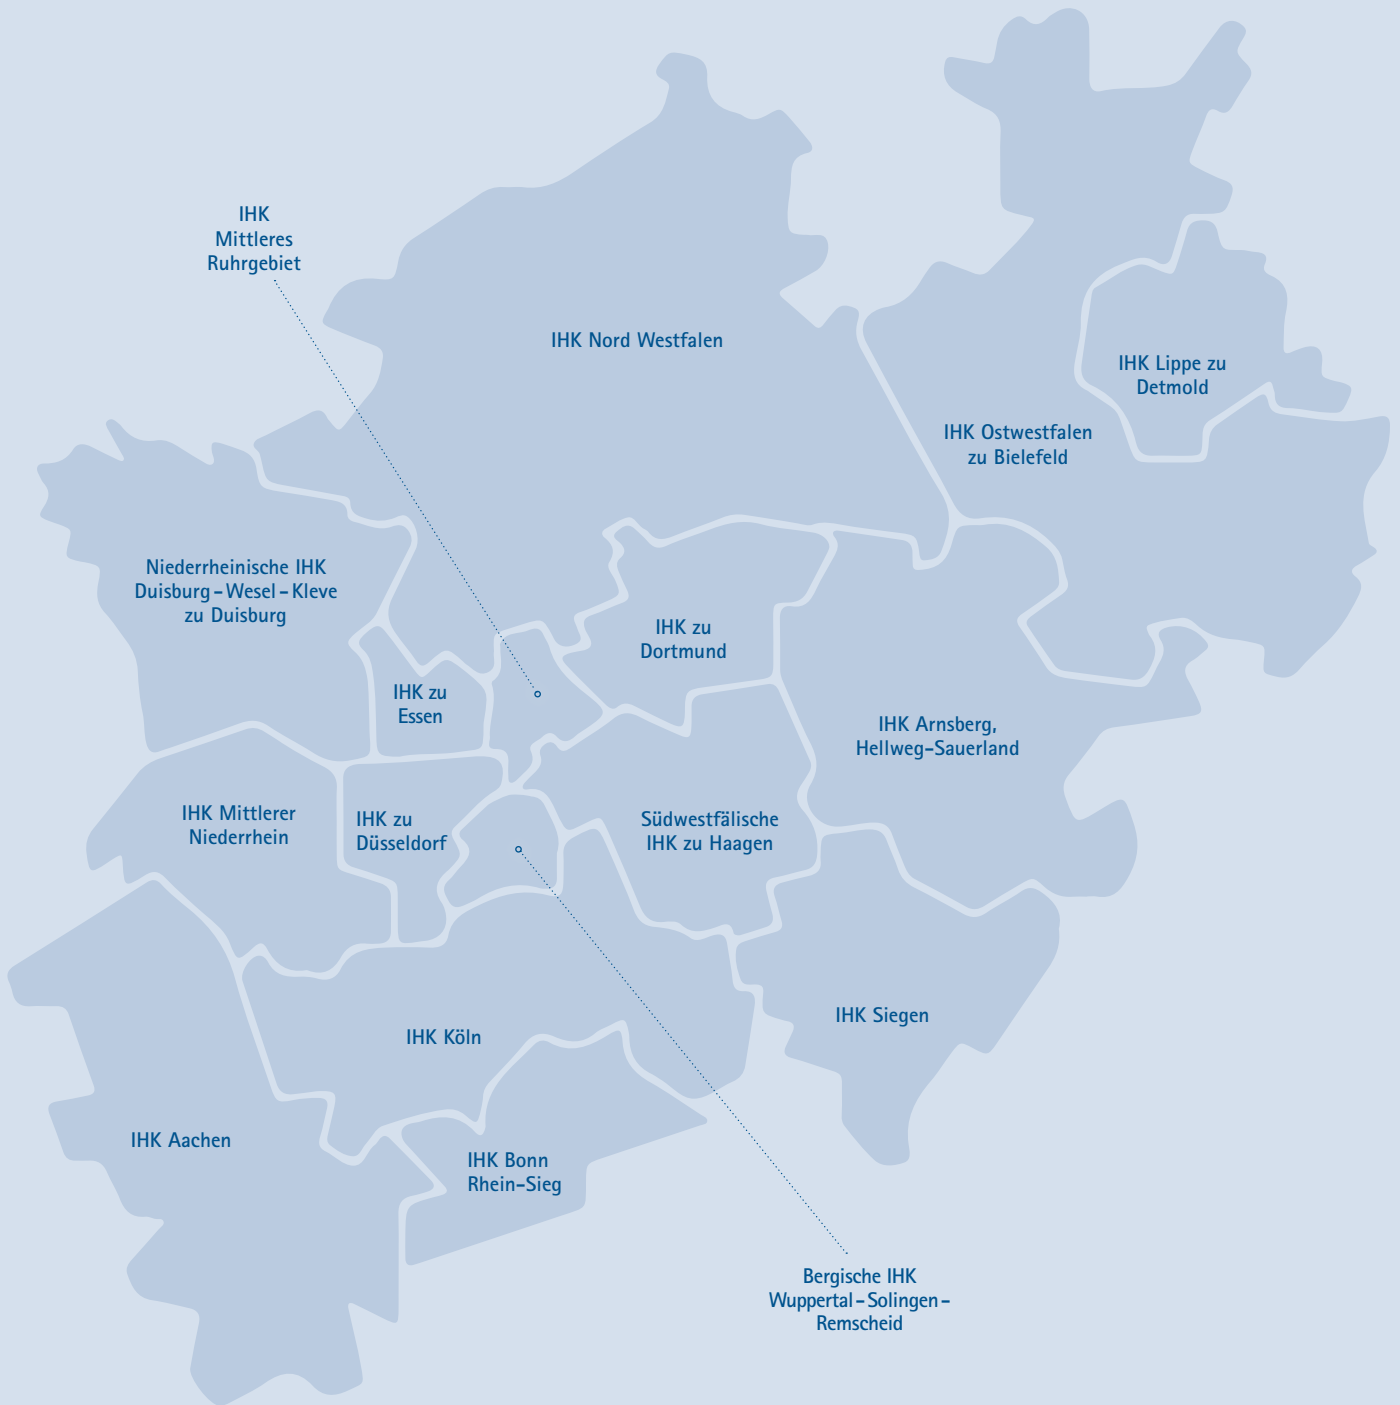 IHK
Mittleres
Ruhrgebiet
IHK Nord Westfalen
IHK Lippe zu
Detmold
IHK Ostwestfalen
zu Bielefeld
Niederrheinische IHK
Duisburg – Wesel – Kleve
zu Duisburg
IHK zu
Dortmund
IHK zu
Essen
IHK Arnsberg,
Hellweg-Sauerland
IHK Mittlerer
Niederrhein
IHK zu
Düsseldorf
Südwestfälische
IHK zu Haagen
IHK Siegen
IHK Köln
IHK Aachen
IHK Bonn
Rhein-Sieg
Bergische IHK
Wuppertal – Solingen –
Remscheid